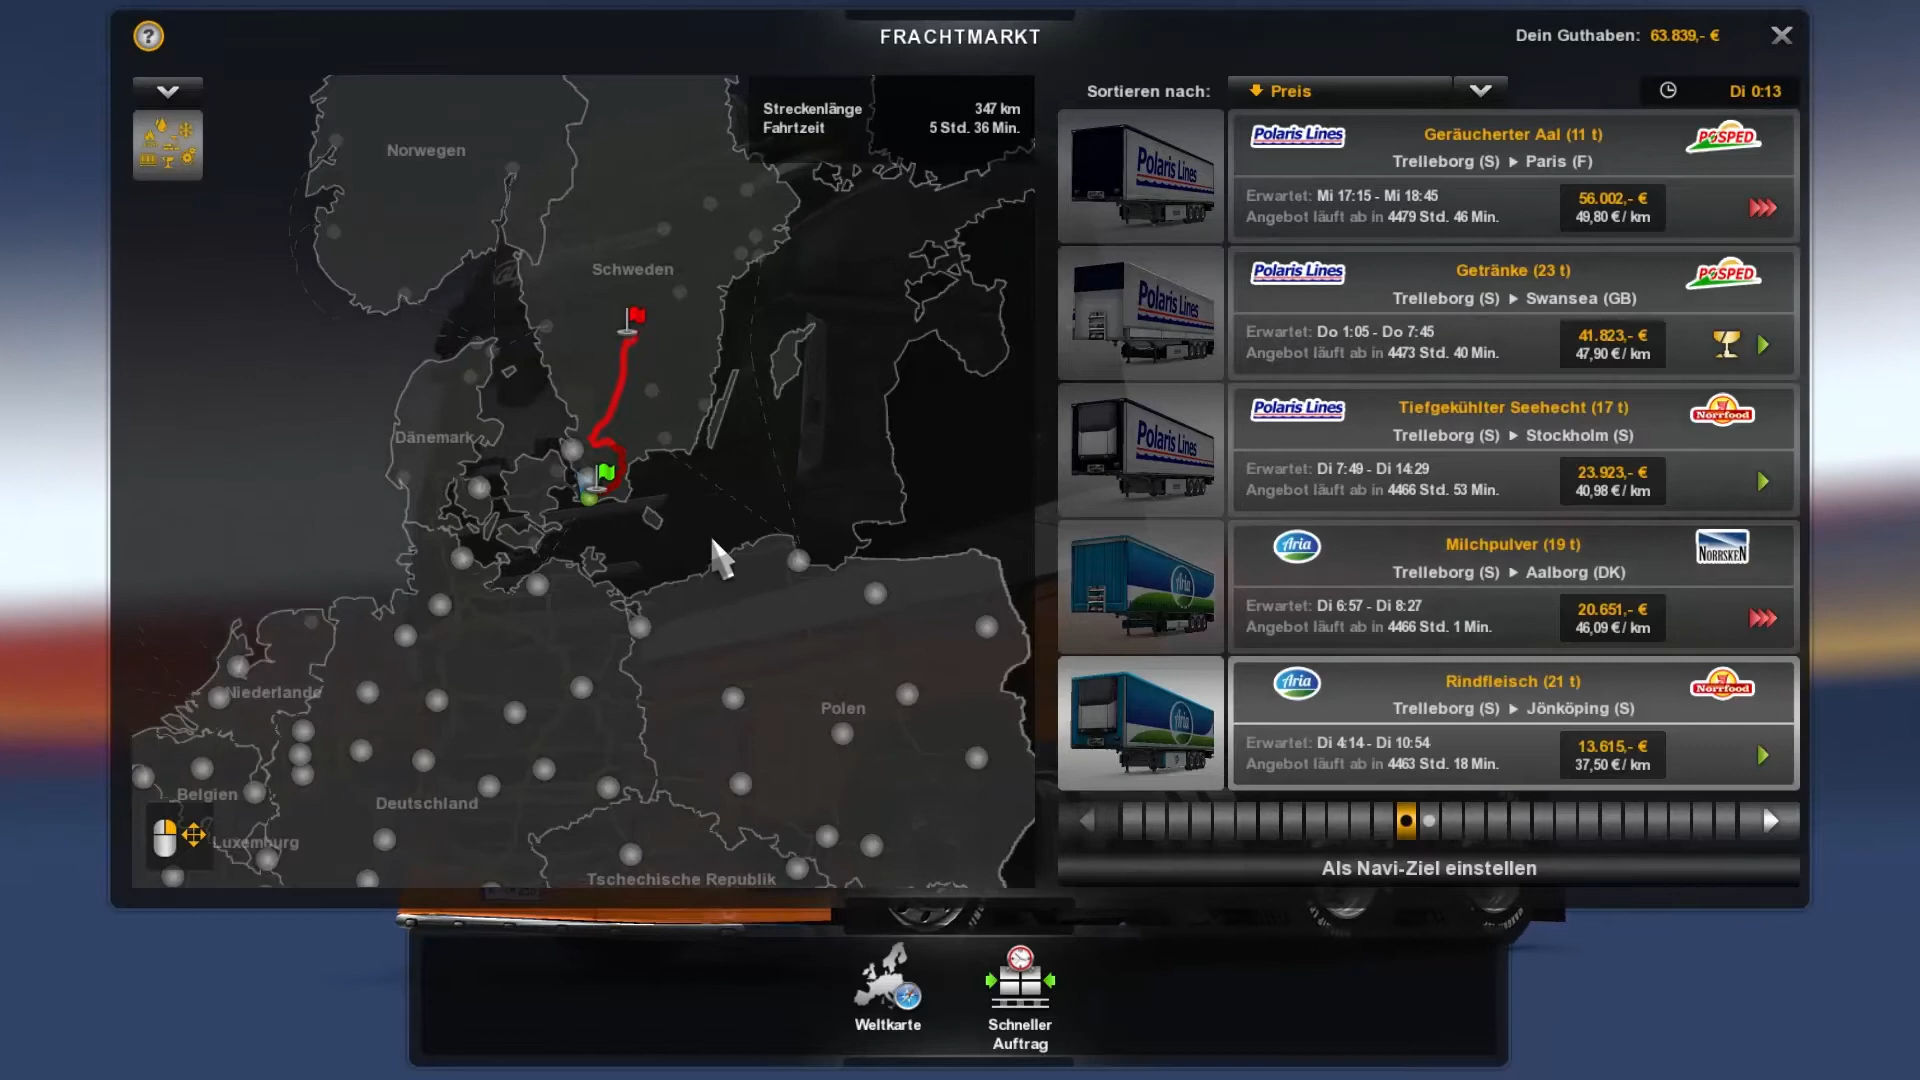 FRACHTMARKT
Dein Guthaben: 63.839,- €
Streckenlänge 347 km
Fahrtzeit 5 Std. 36 Min.
Norwegen
Schweden
Dänemark
Niederlande
Polen
Belgien
Deutschland
Luxemburg
Tschechische Republik
Sortieren nach: Preis
Di 0:13
Polaris Lines
Polaris Lines
Geräucherter Aal (11 t)
POSPED
Trelleborg (S) ▸ Paris (F)
Erwartet: Mi 17:15 - Mi 18:45
Angebot läuft ab in 4479 Std. 46 Min.
56.002,- €
49,80 €/ km
Polaris Lines
Polaris Lines
Getränke (23 t)
POSPED
Trelleborg (S) ▸ Swansea (GB)
Erwartet: Do 1:05 - Do 7:45
Angebot läuft ab in 4473 Std. 40 Min.
41.823,- €
47,90 €/ km
Polaris Lines
Polaris Lines
Tiefgekühlter Seehecht (17 t)
Norrfood
Trelleborg (S) ▸ Stockholm (S)
Erwartet: Di 7:49 - Di 14:29
Angebot läuft ab in 4466 Std. 53 Min.
23.923,- €
40,98 €/ km
Aria
Aria
Milchpulver (19 t)
NORRSKEN
Trelleborg (S) ▸ Aalborg (DK)
Erwartet: Di 6:57 - Di 8:27
Angebot läuft ab in 4466 Std. 1 Min.
20.651,- €
46,09 €/ km
Aria
Aria
Rindfleisch (21 t)
Norrfood
Trelleborg (S) ▸ Jönköping (S)
Erwartet: Di 4:14 - Di 10:54
Angebot läuft ab in 4463 Std. 18 Min.
13.615,- €
37,50 €/ km
Als Navi-Ziel einstellen
Weltkarte
Schneller
Auftrag